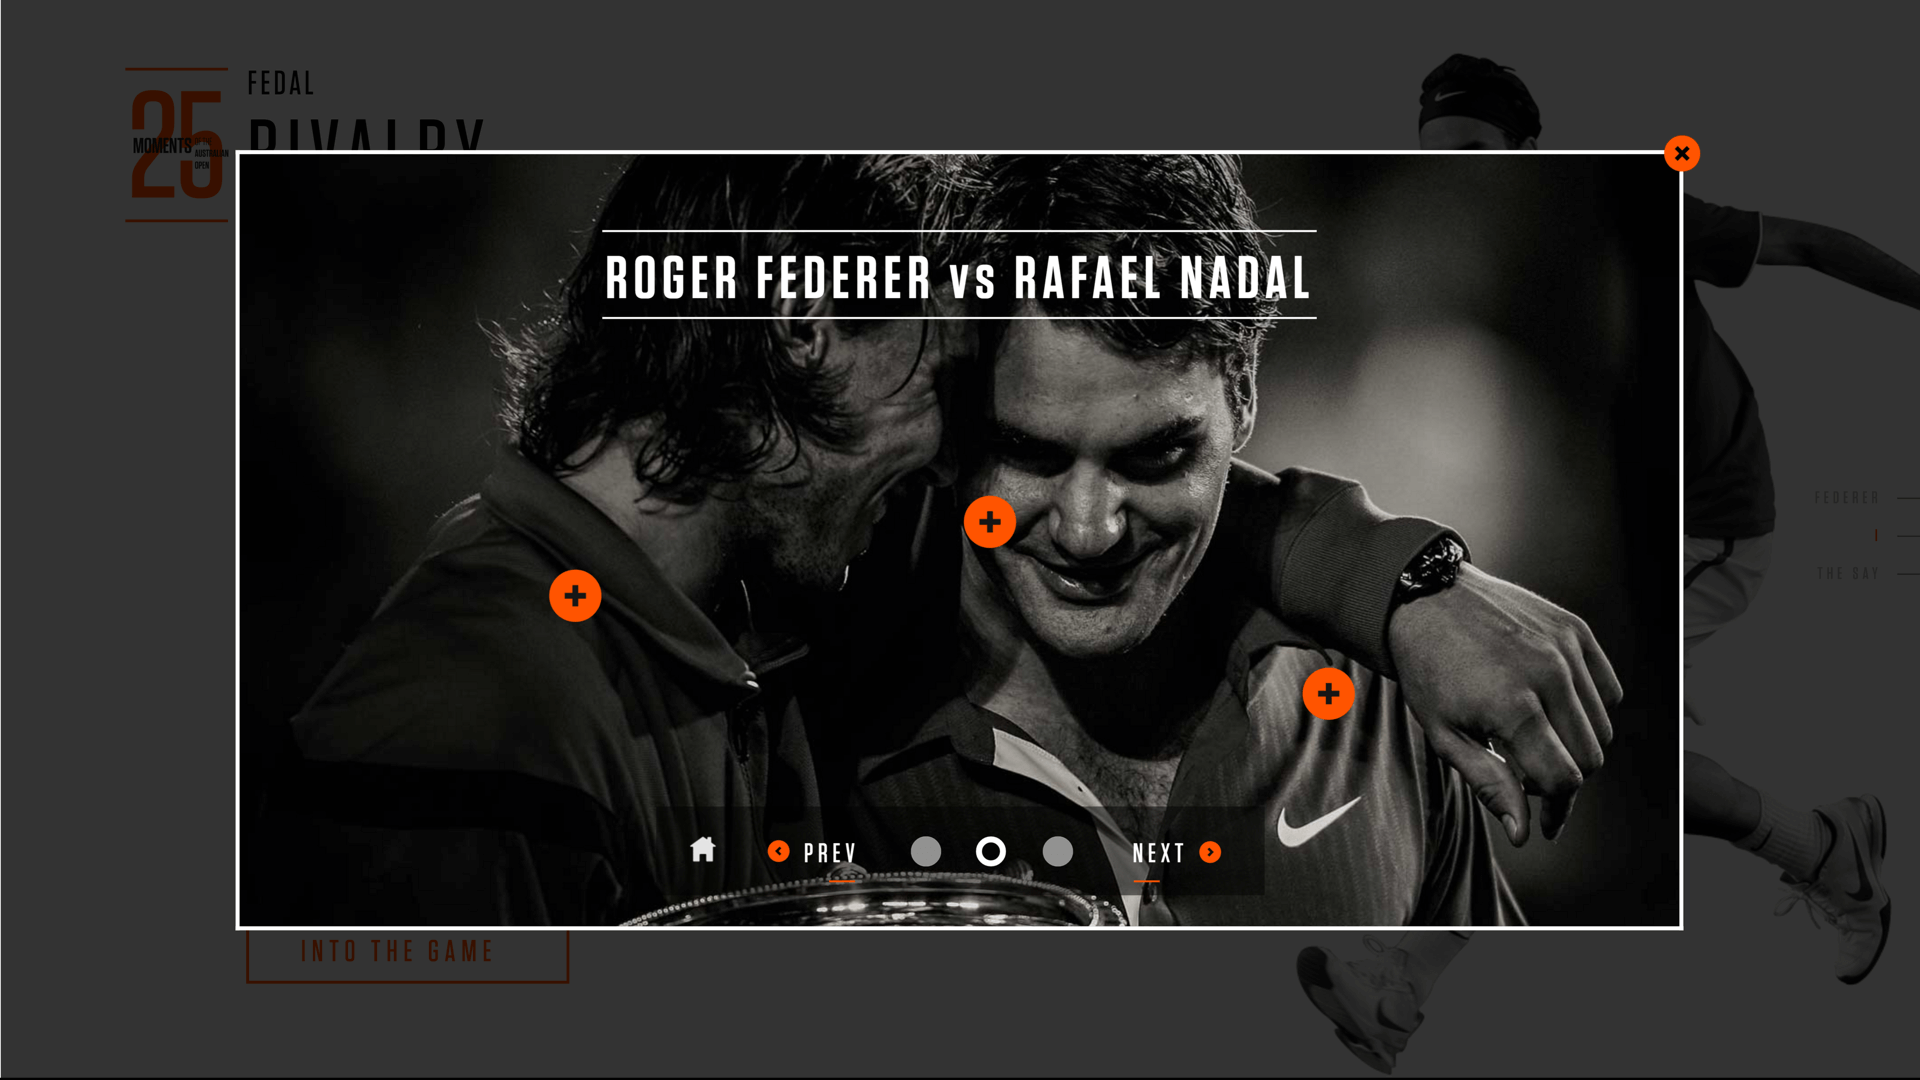 FEDAL
RIVALRY
25
MOMENTS
AUSTRALIAN
OPEN
ROGER FEDERER vs RAFAEL NADAL
FEDERER
THE SAY
PREV
NEXT
INTO THE GAME